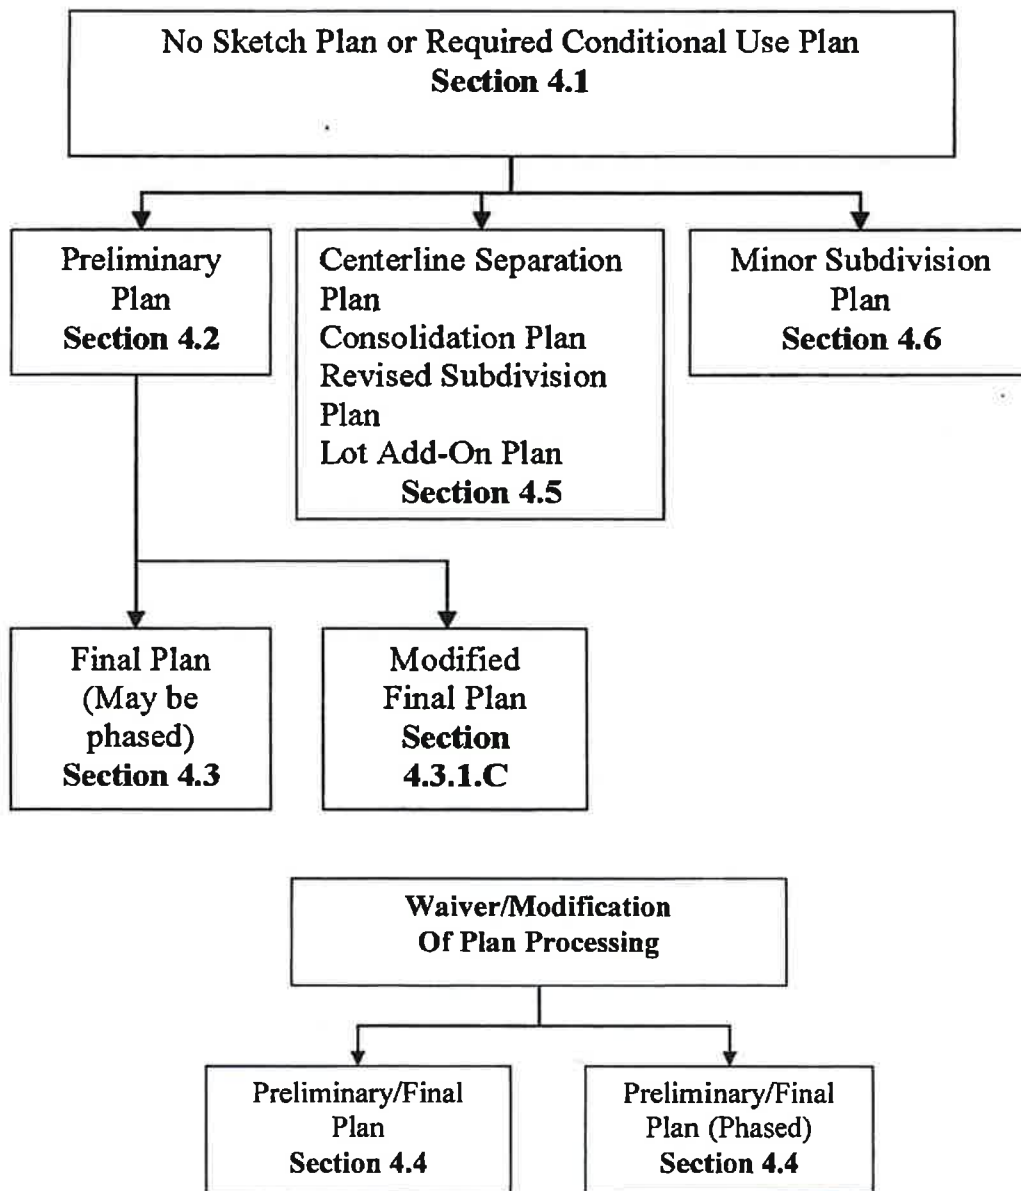 No Sketch Plan or Required Conditional Use Plan
Section 4.1
Preliminary
Plan
Section 4.2
Centerline Separation
Plan
Consolidation Plan
Revised Subdivision
Plan
Lot Add-On Plan
Section 4.5
Minor Subdivision
Plan
Section 4.6
Final Plan
(May be
phased)
Section 4.3
Modified
Final Plan
Section
4.3.1.C
Waiver/Modification
Of Plan Processing
Preliminary/Final
Plan
Section 4.4
Preliminary/Final
Plan (Phased)
Section 4.4